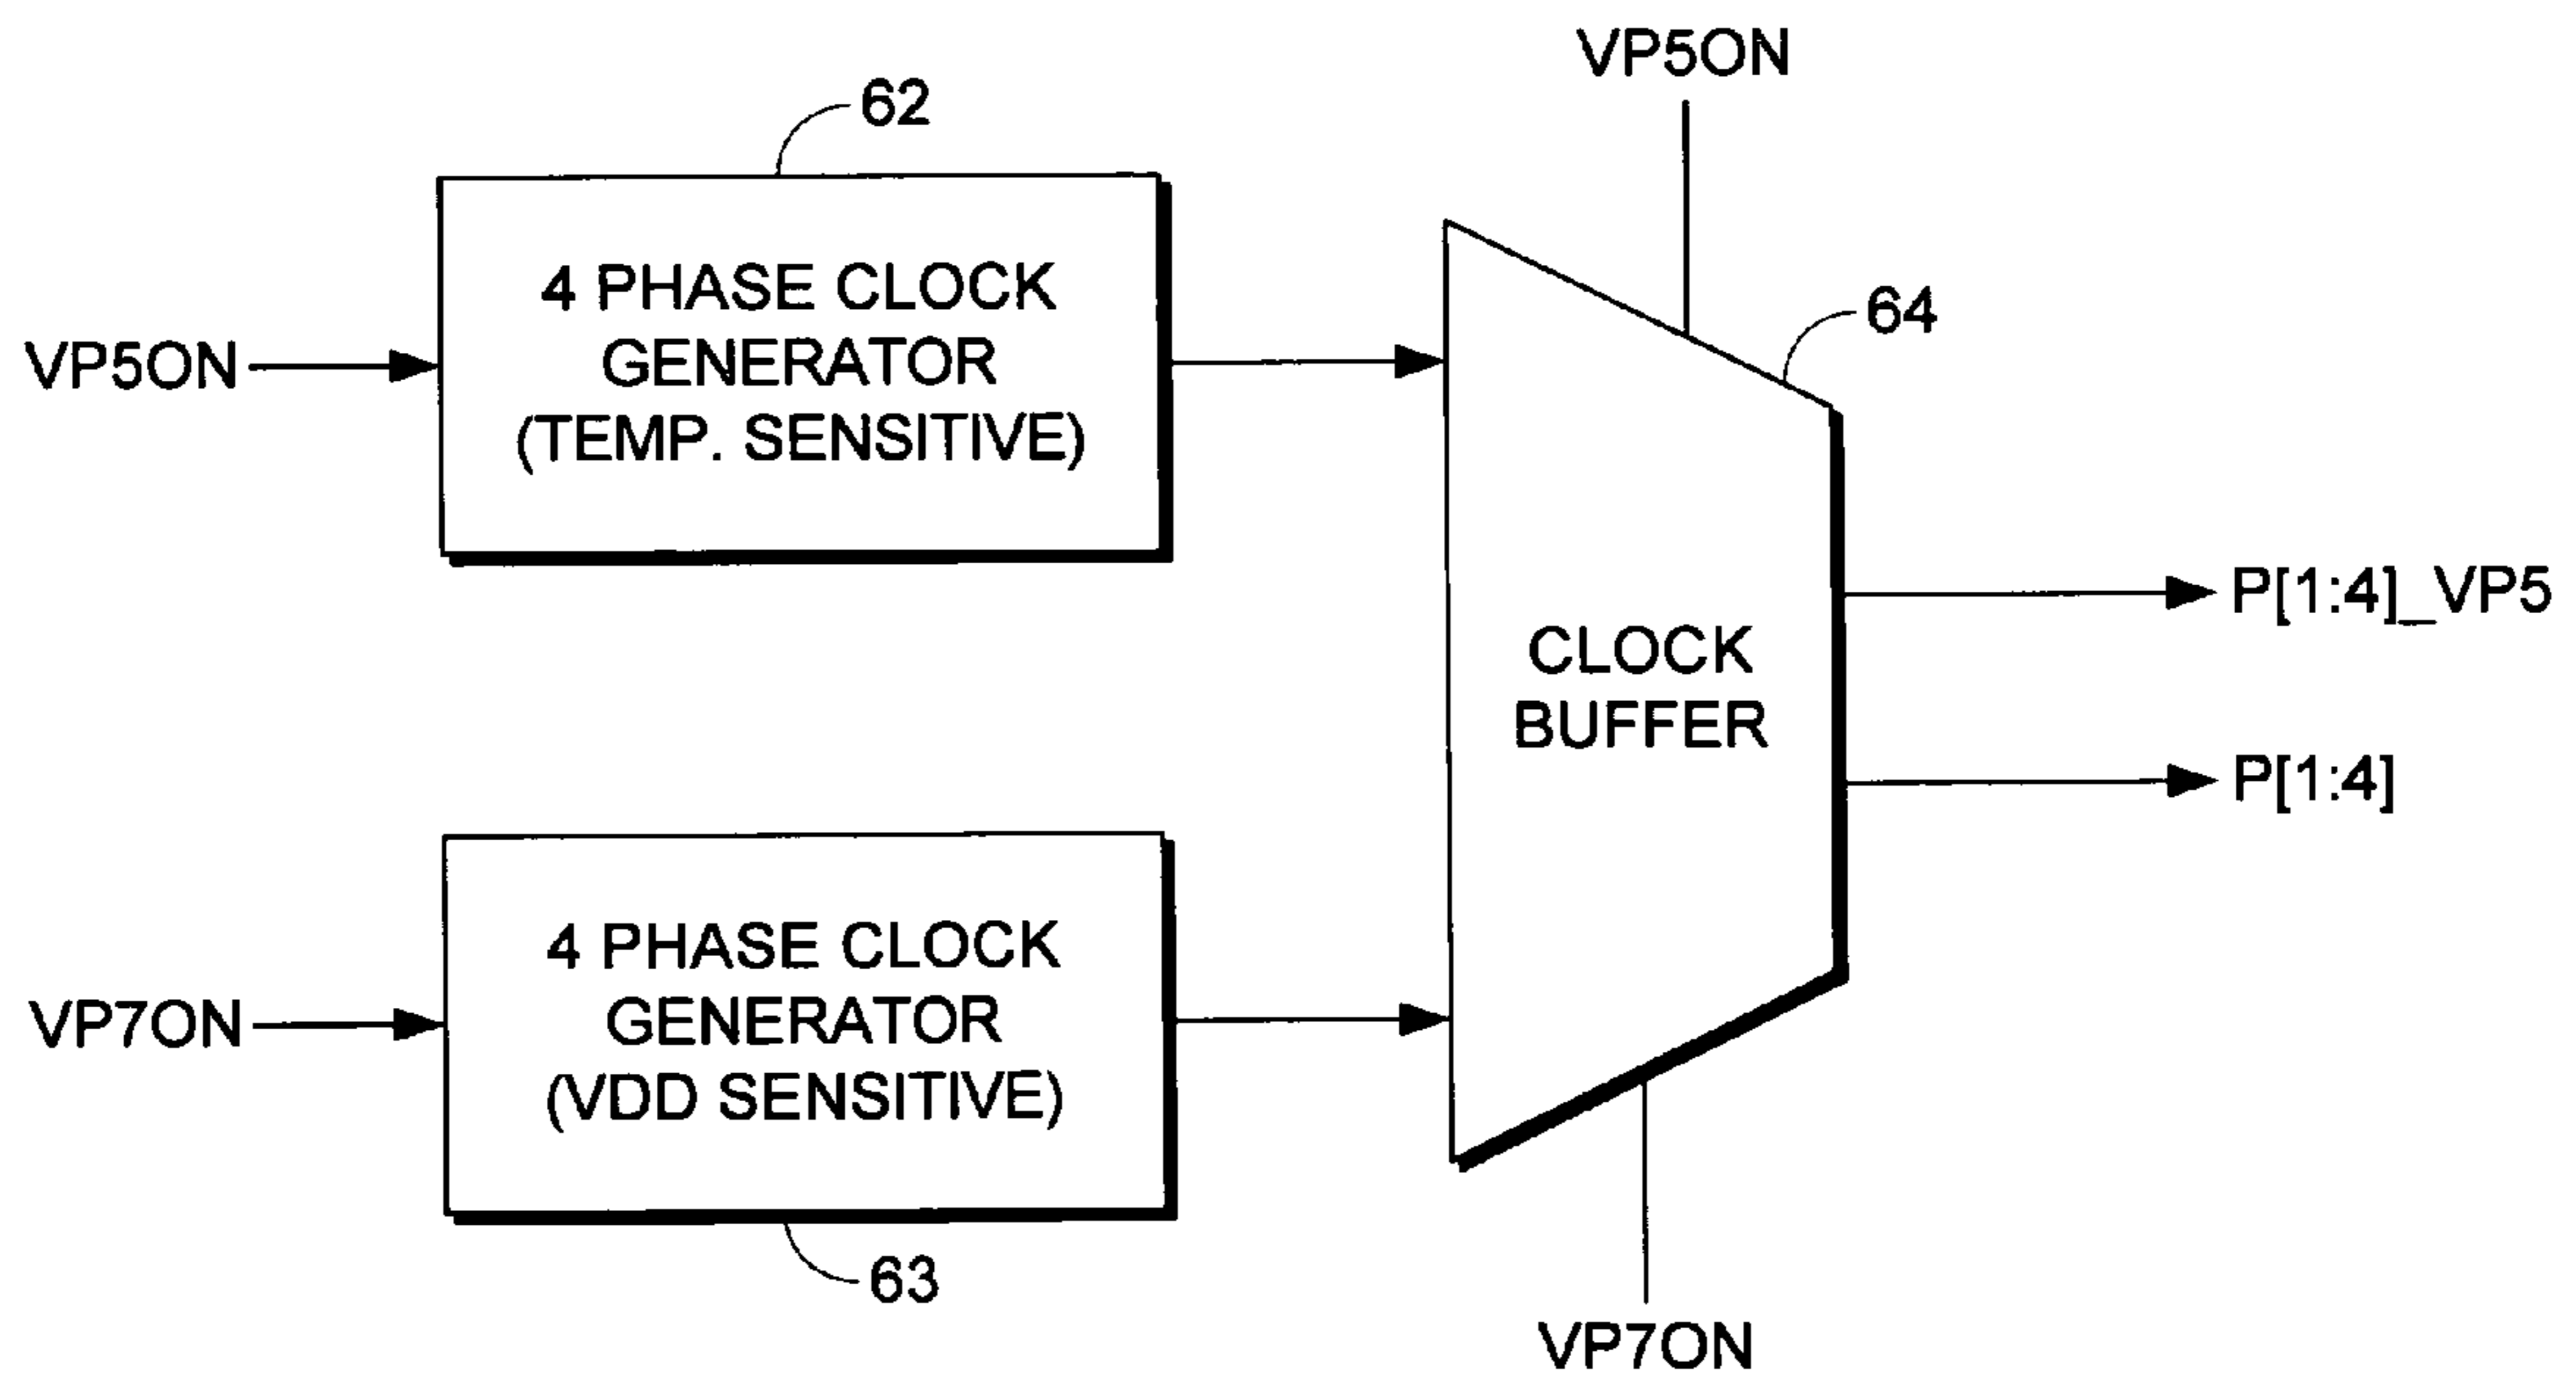 VP5ON
62
4 PHASE CLOCK
GENERATOR
(TEMP. SENSITIVE)
VP5ON
64
CLOCK
BUFFER
P[1:4]_VP5
P[1:4]
VP7ON
4 PHASE CLOCK
GENERATOR
(VDD SENSITIVE)
63
VP7ON